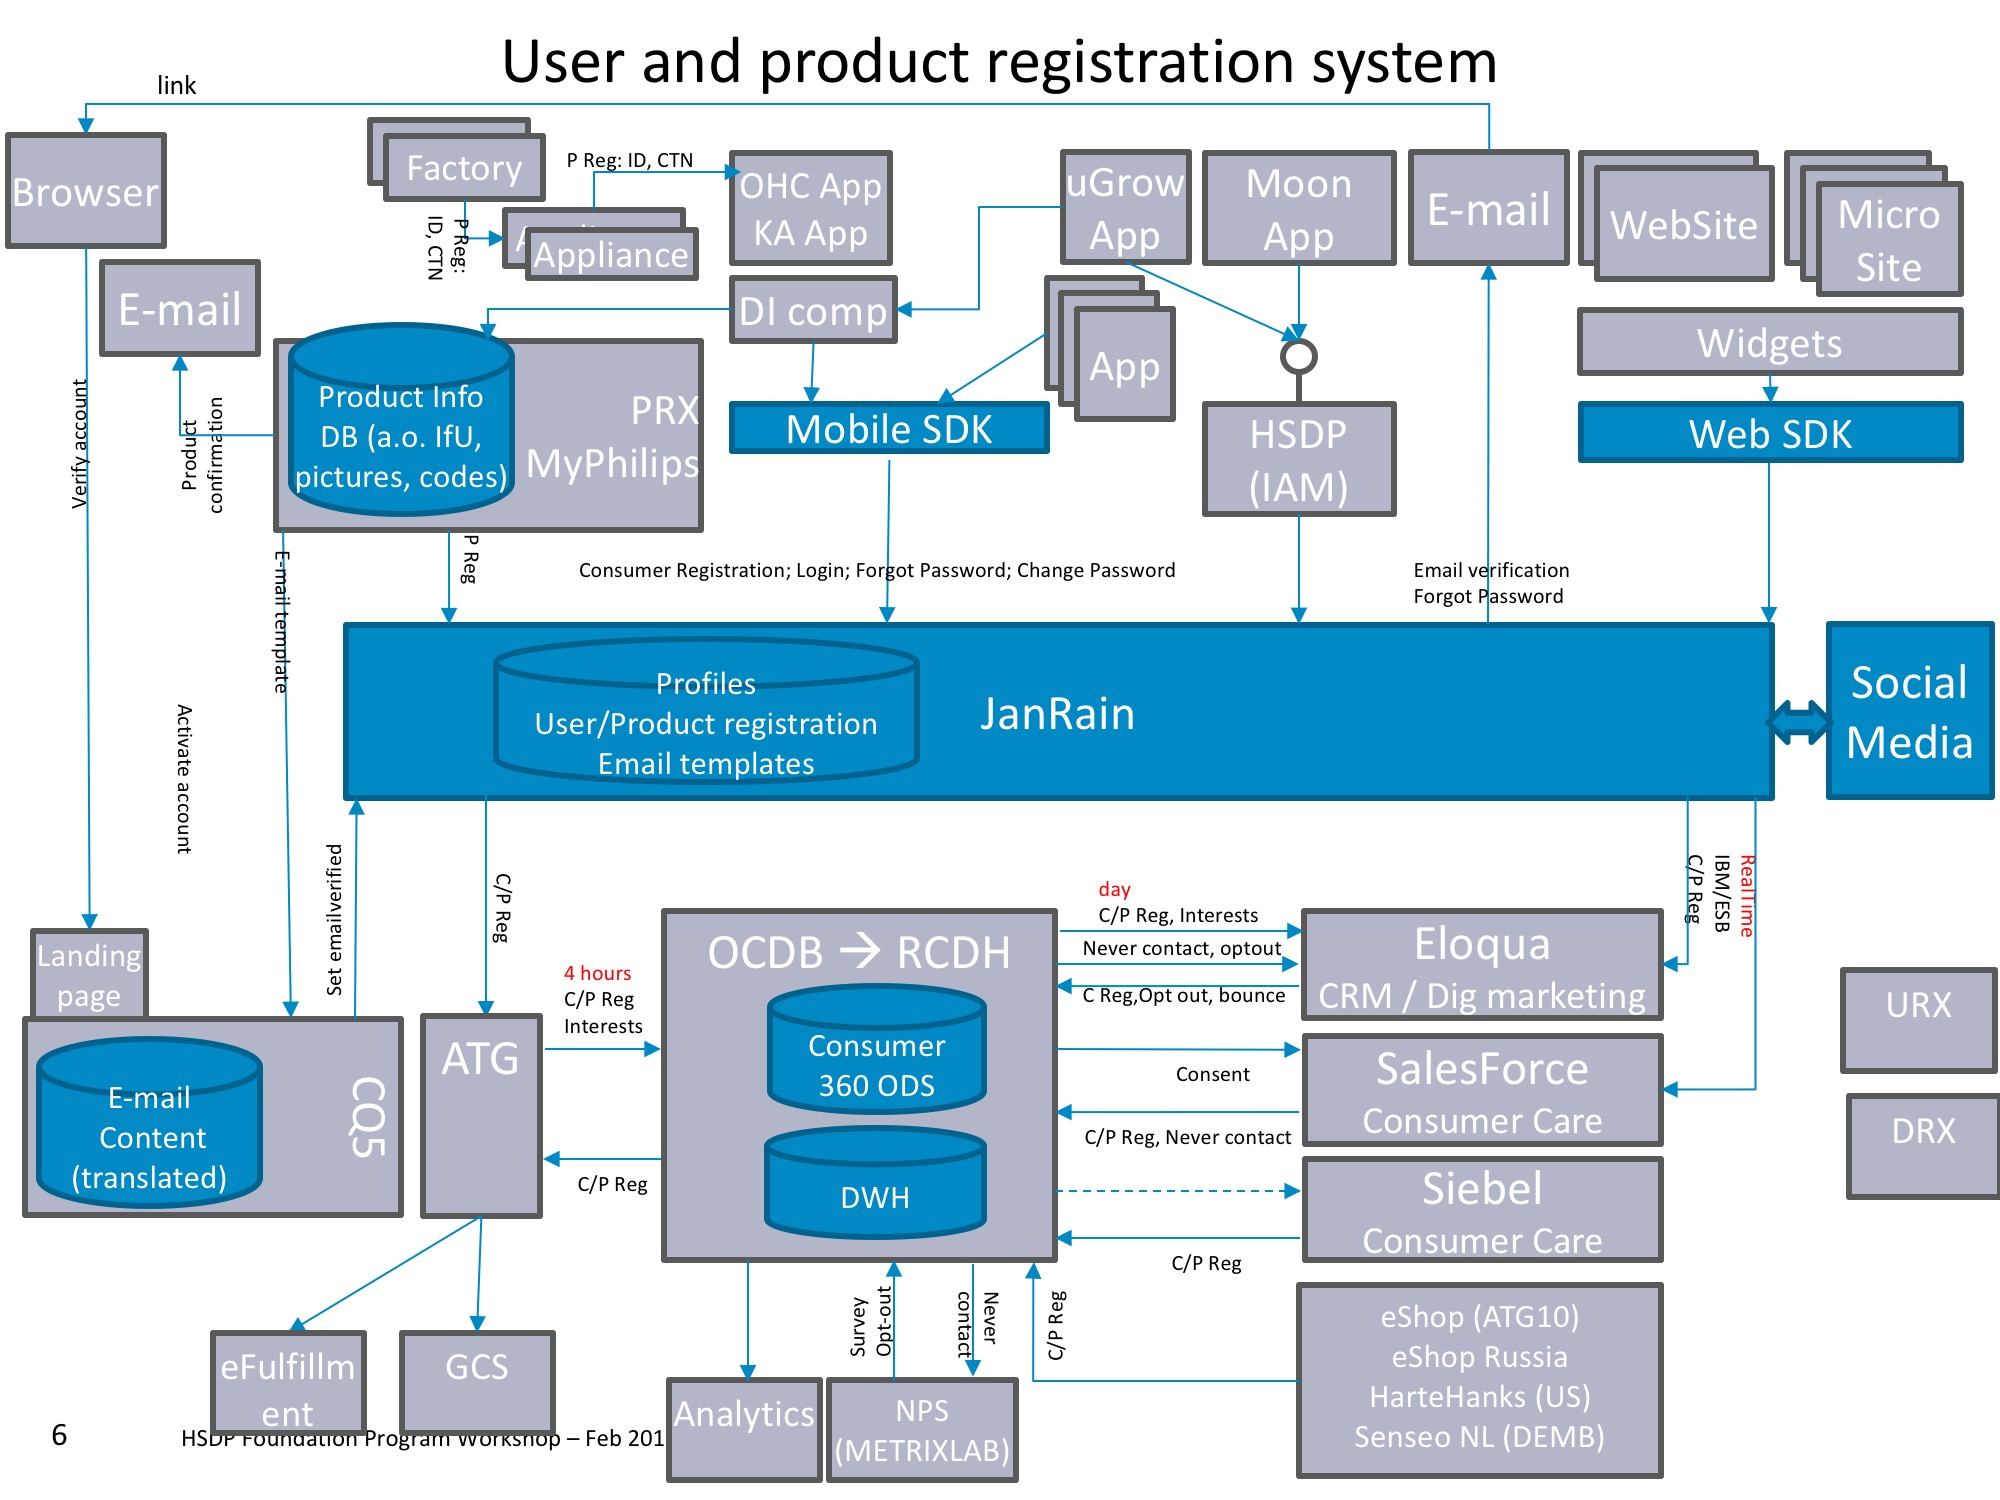 User and product registration system
link
Browser
Factory
P Reg: ID, CTN
P Reg:
ID, CTN
Appliance
OHC App
KA App
uGrow
App
Moon
App
E-mail
WebSite
Micro
Site
E-mail
DI comp
App
Widgets
Product Info
DB (a.o. IfU,
pictures, codes)
PRX
MyPhilips
Mobile SDK
HSDP
(IAM)
Web SDK
Verify account
Product
confirmation
E-mail template
P Reg
Consumer Registration; Login; Forgot Password; Change Password
Email verification
Forgot Password
Profiles
User/Product registration
Email templates
JanRain
Social
Media
Activate account
Set emailverified
C/P Reg
RealTime
IBM/ESB
C/P Reg
Landing
page
E-mail
Content
(translated)
CQ5
ATG
4 hours
C/P Reg
Interests
C/P Reg
OCDB → RCDH
Consumer
360 ODS
DWH
day
C/P Reg, Interests
Never contact, optout
C Reg,Opt out, bounce
Eloqua
CRM / Dig marketing
Consent
C/P Reg, Never contact
SalesForce
Consumer Care
C/P Reg
Siebel
Consumer Care
URX
DRX
Survey
Opt-out
Never
contact
C/P Reg
eShop (ATG10)
eShop Russia
HarteHanks (US)
Senseo NL (DEMB)
eFulfillm
ent
GCS
Analytics
NPS
(METRIXLAB)
6
HSDP Foundation Program Workshop – Feb 201